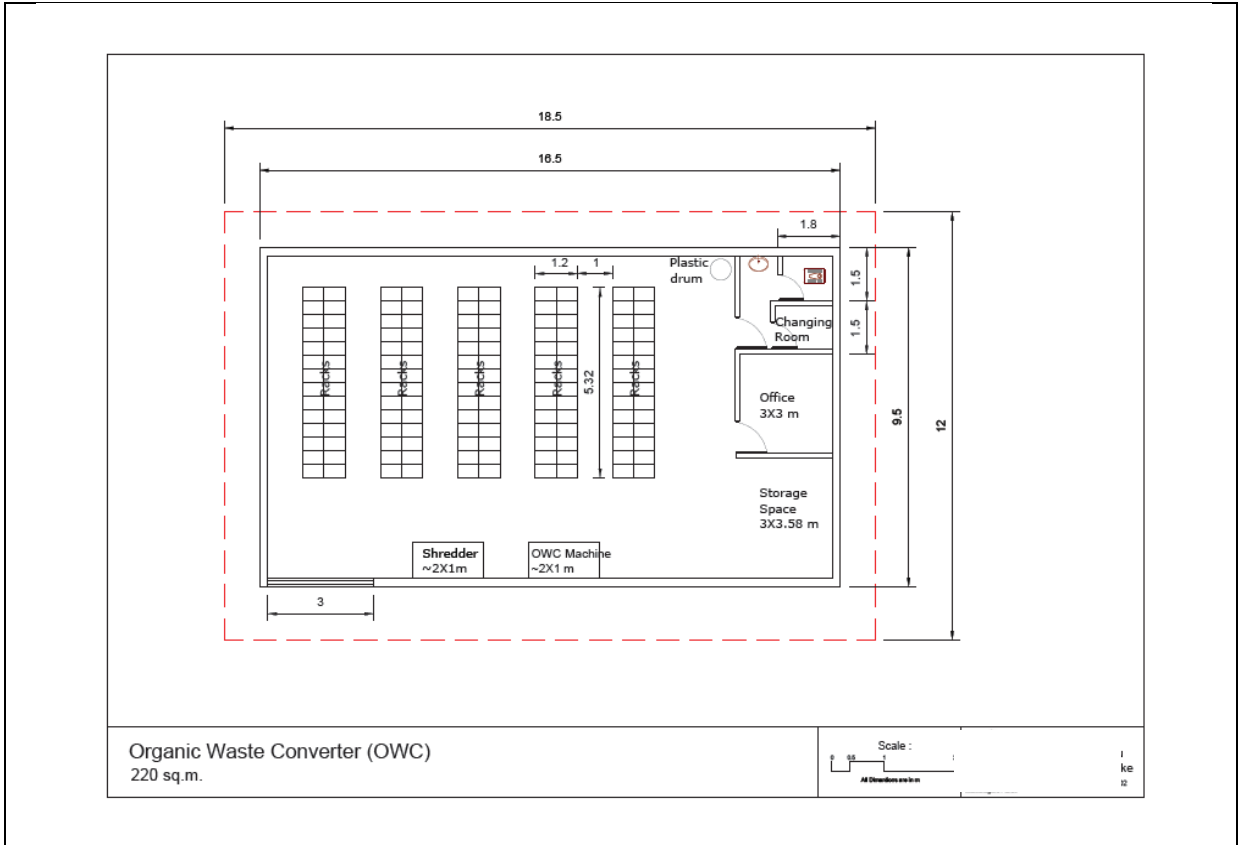 18.5
16.5
1.8
1.2
1
Plastic
drum
1.5
Changing
Room
1.5
Racks
Racks
Racks
Racks
Racks
5.32
Office
3X3 m
9.5
12
Storage
Space
3X3.58 m
Shredder
~2X1m
OWC Machine
~2X1 m
3
Organic Waste Converter (OWC)
220 sq.m.
Scale :
0 0.5 1
All Dimentions are in m
ke